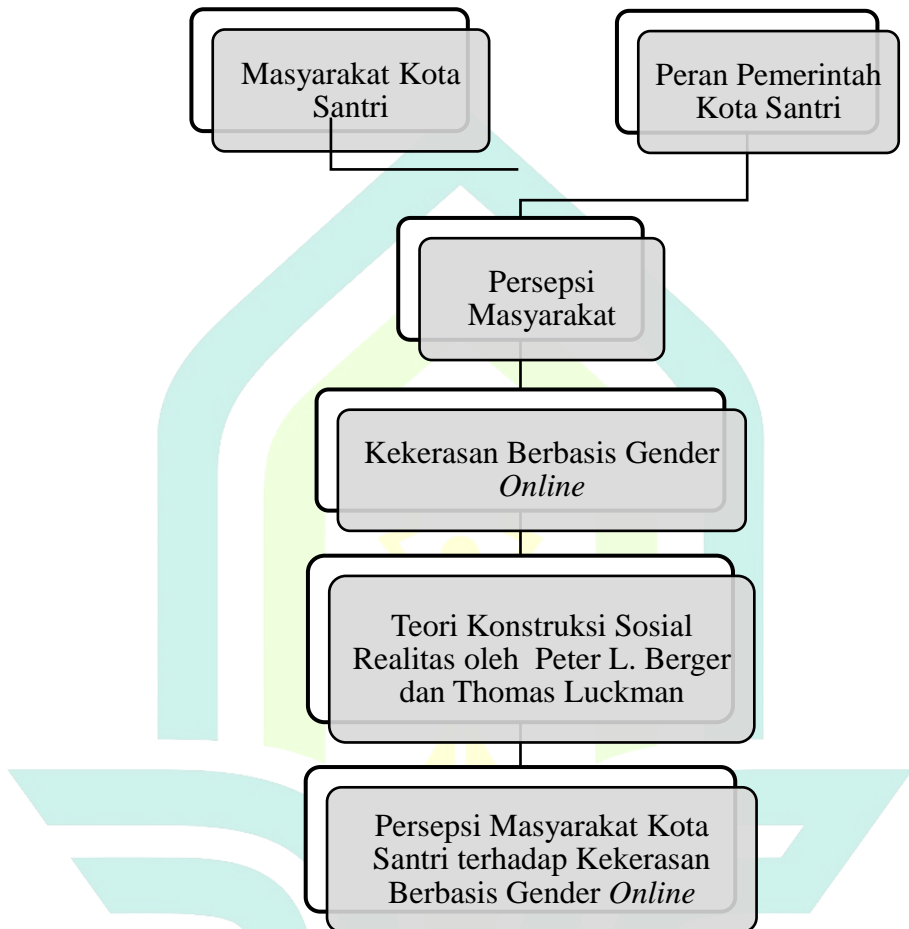 Masyarakat Kota
Santri
Peran Pemerintah
Kota Santri
Persepsi
Masyarakat
Kekerasan Berbasis Gender
Online
Teori Konstruksi Sosial
Realitas oleh Peter L. Berger
dan Thomas Luckman
Persepsi Masyarakat Kota
Santri terhadap Kekerasan
Berbasis Gender Online